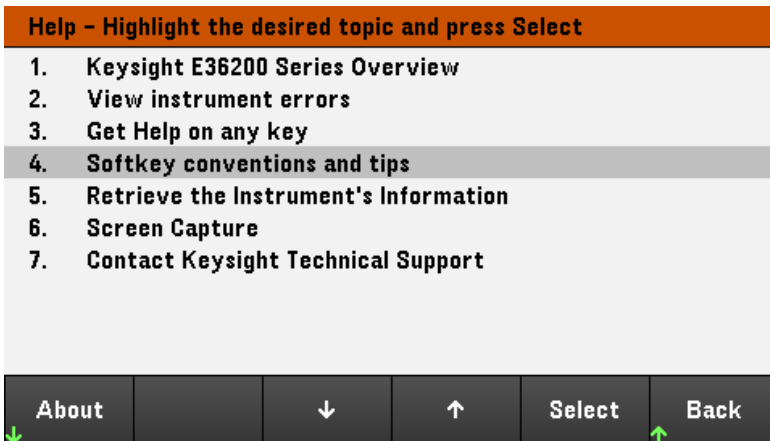 Help - Highlight the desired topic and press Select
1. Keysight E36200 Series Overview
2. View instrument errors
3. Get Help on any key
4. Softkey conventions and tips
5. Retrieve the Instrument's Information
6. Screen Capture
7. Contact Keysight Technical Support
About ↓ ↑ Select Back